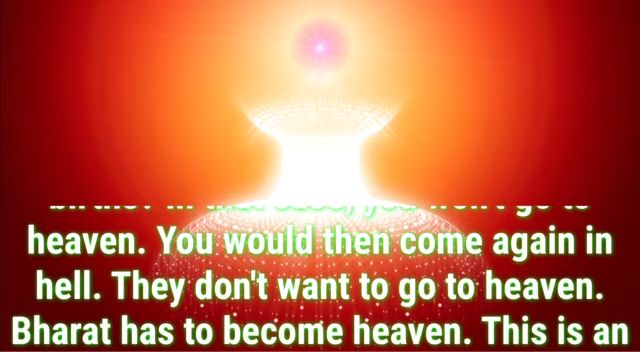 heaven. You would then come again in
hell. They don't want to go to heaven.
Bharat has to become heaven. This is an